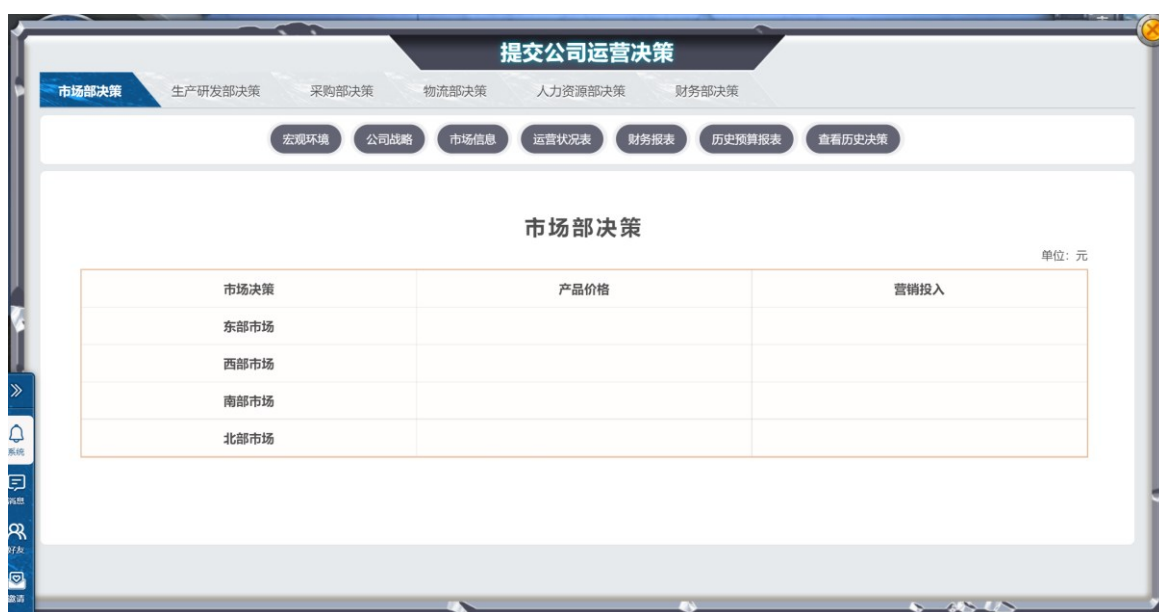 提交公司运营决策
市场部决策 生产研发部决策 采购部决策 物流部决策 人力资源部决策 财务部决策
宏观环境 公司战略 市场信息 运营状况表 财务报表 历史预算报表 查看历史决策
市场部决策
单位：元
市场决策 产品价格 营销投入
东部市场
西部市场
南部市场
北部市场
系统
消息
好友
邀请